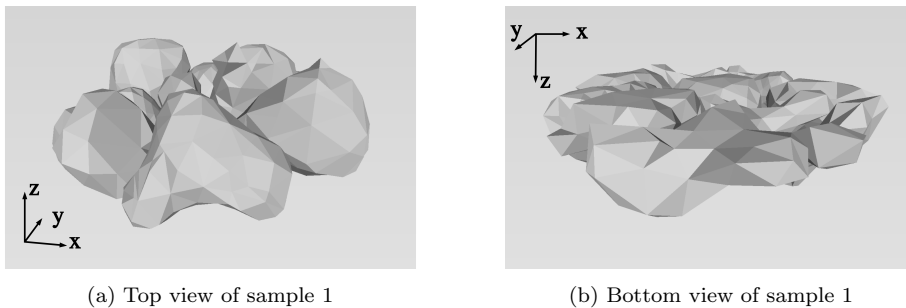 y
x
z
z
y
x
(a) Top view of sample 1
(b) Bottom view of sample 1